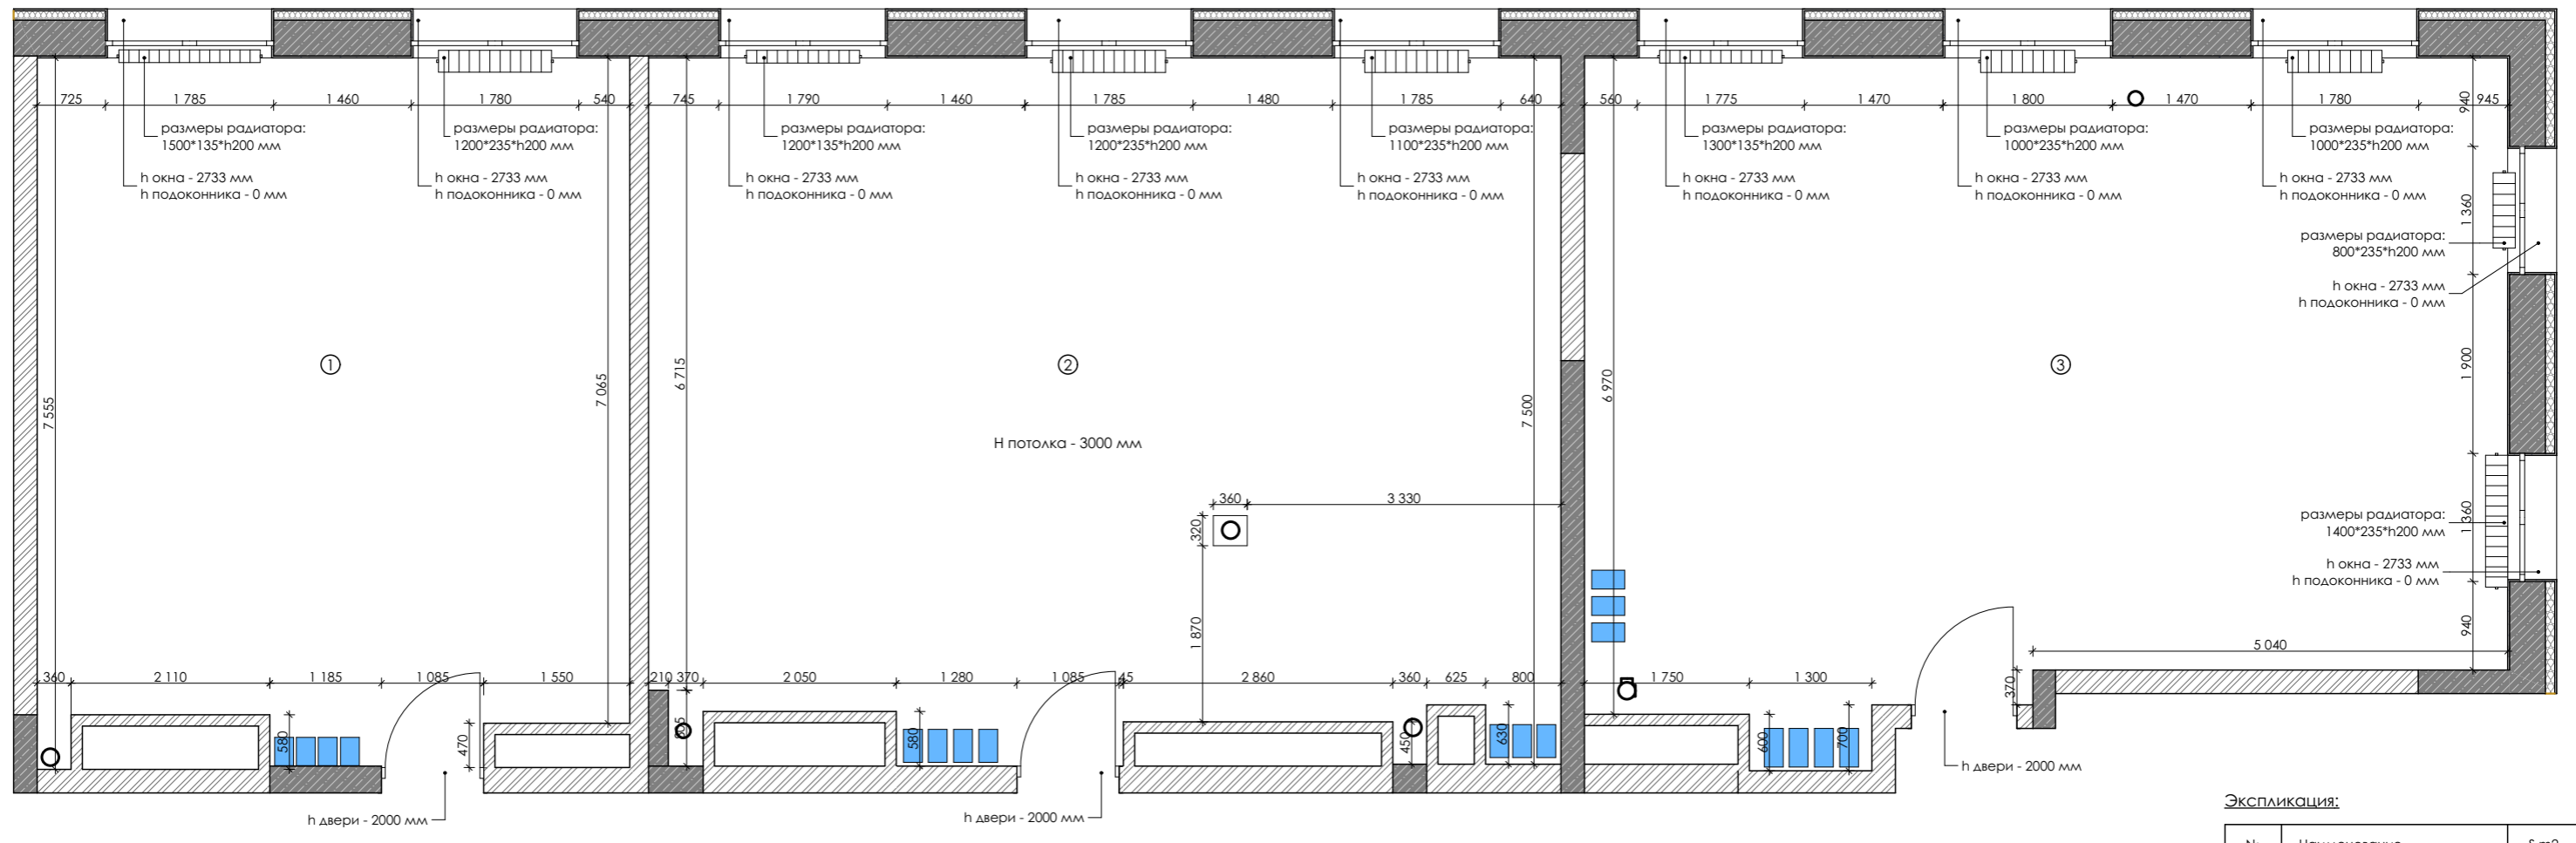 725 1 785 1 460 1 780 540 745 1 790 1 460 1 785 1 480 1 785 640 560 1 775 1 470 1 800 1 470 1 780 945
940
размеры радиатора:
1500*135*h200 мм
размеры радиатора:
1200*235*h200 мм
размеры радиатора:
1200*135*h200 мм
размеры радиатора:
1200*235*h200 мм
размеры радиатора:
1100*235*h200 мм
размеры радиатора:
1300*135*h200 мм
размеры радиатора:
1000*235*h200 мм
размеры радиатора:
1000*235*h200 мм
h окна - 2733 мм
h подоконника - 0 мм
h окна - 2733 мм
h подоконника - 0 мм
h окна - 2733 мм
h подоконника - 0 мм
h окна - 2733 мм
h подоконника - 0 мм
h окна - 2733 мм
h подоконника - 0 мм
h окна - 2733 мм
h подоконника - 0 мм
h окна - 2733 мм
h подоконника - 0 мм
h окна - 2733 мм
h подоконника - 0 мм
1 360
размеры радиатора:
800*235*h200 мм
h окна - 2733 мм
h подоконника - 0 мм
1 2 3
7 555
7 065
6 715
7 500
6 970
1 900
H потолка - 3000 мм
360 3 330
320
1 870
размеры радиатора:
1400*235*h200 мм
1 360
h окна - 2733 мм
h подоконника - 0 мм
940
5 040
360 2 110 1 185 1 085 1 550 210 370 2 050 1 280 1 085 45 2 860 360 625 800 1 750 1 300
370
580
470
580
450
630
600
700
h двери - 2000 мм
h двери - 2000 мм
h двери - 2000 мм
Экспликация: